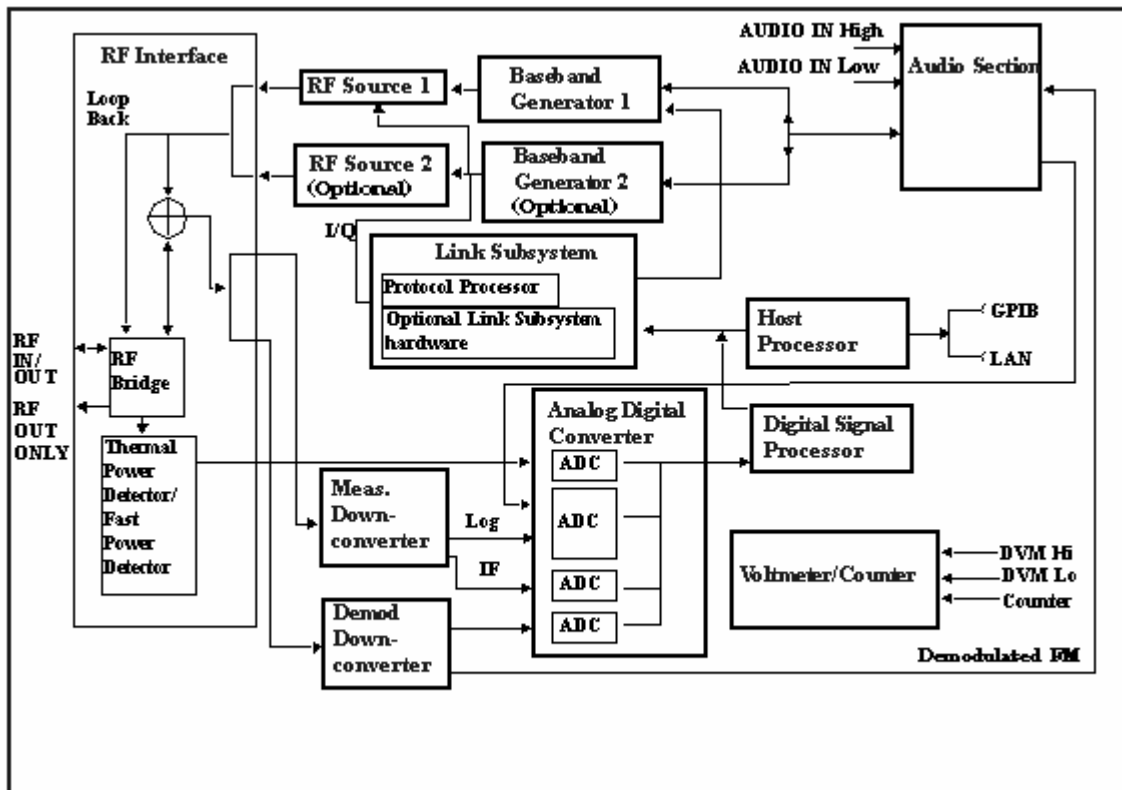 RF Interface
Loop
Back
RF Source 1
Baseband
Generator 1
AUDIO IN High
AUDIO IN Low
Audio Section
RF Source 2
(Optional)
Baseband
Generator 2
(Optional)
I/Q
Link Subsystem
Protocol Processor
Optional Link Subsystem
hardware
Host
Processor
GPIB
LAN
RF
IN/
OUT
RF
OUT
ONLY
RF
Bridge
Thermal
Power
Detector/
Fast
Power
Detector
Analog Digital
Converter
ADC
ADC
ADC
ADC
Digital Signal
Processor
Meas.
Down-
converter
Log
IF
Demod
Down-
converter
Voltmeter/Counter
DVM Hi
DVM Lo
Counter
Demodulated FM